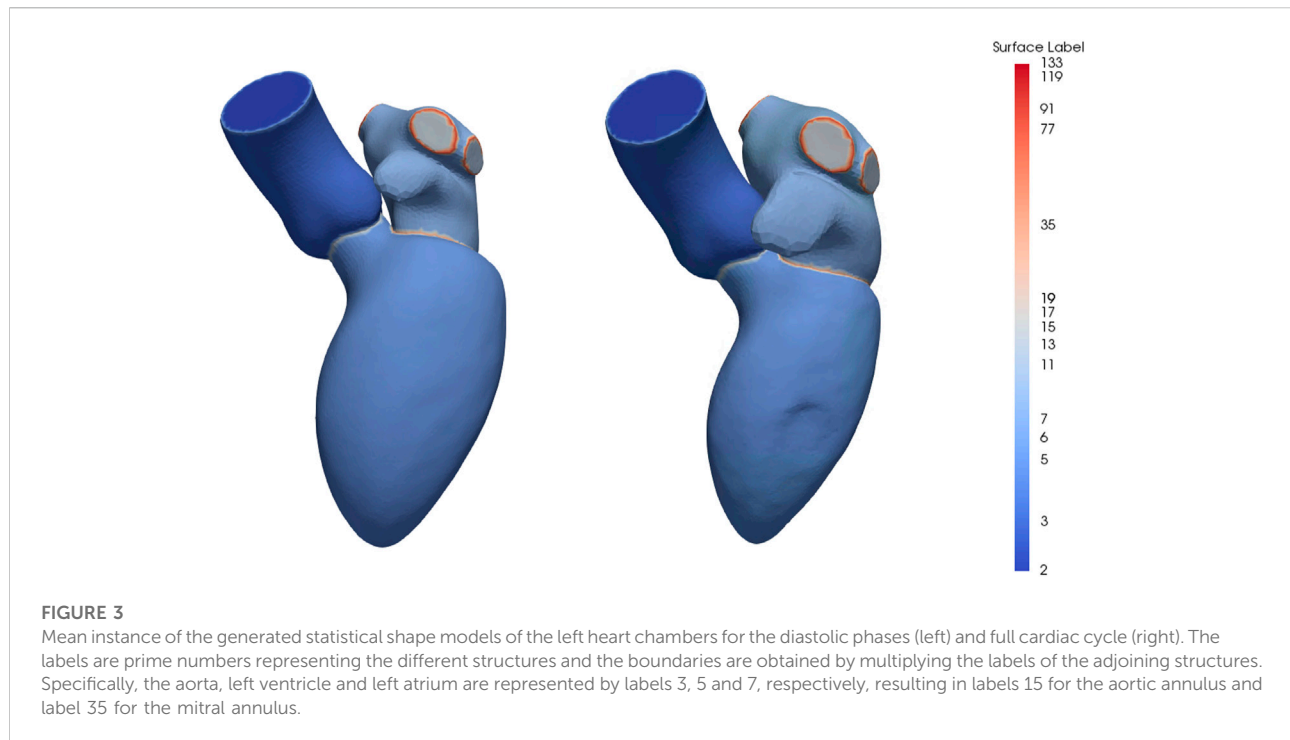 Surface Label
133
119
91
77
35
19
17
15
13
11
7
6
5
3
2
FIGURE 3
Mean instance of the generated statistical shape models of the left heart chambers for the diastolic phases (left) and full cardiac cycle (right). The
labels are prime numbers representing the different structures and the boundaries are obtained by multiplying the labels of the adjoining structures.
Specifically, the aorta, left ventricle and left atrium are represented by labels 3, 5 and 7, respectively, resulting in labels 15 for the aortic annulus and
label 35 for the mitral annulus.